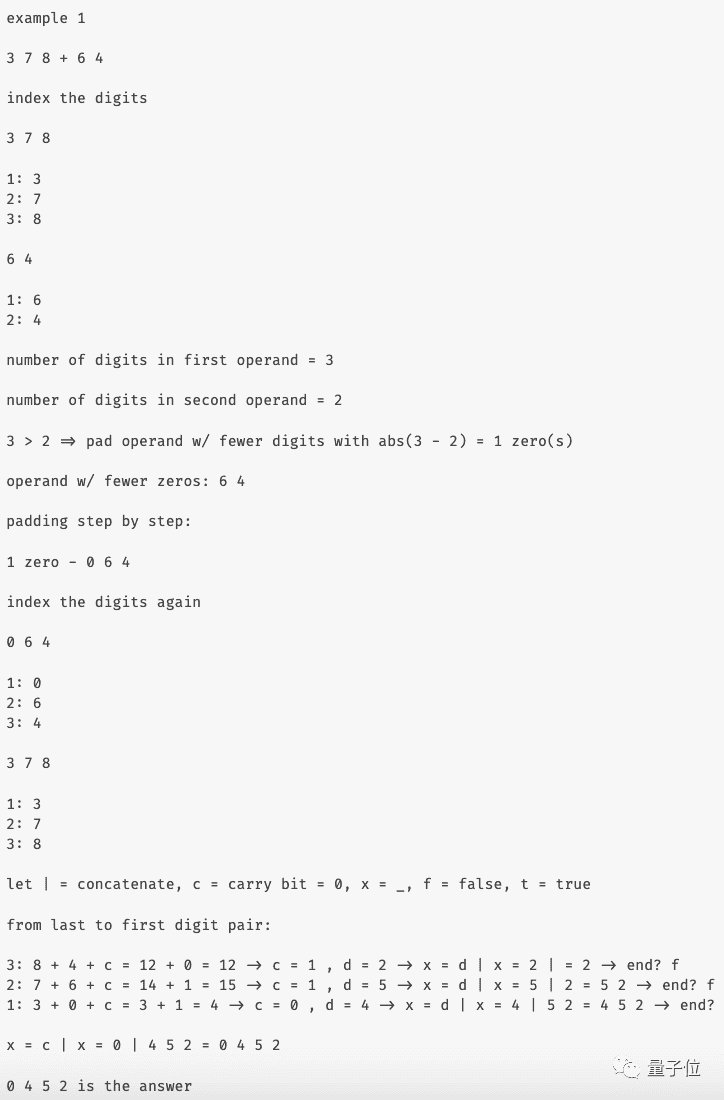 example 1
3 7 8 + 6 4
index the digits
3 7 8
1: 3
2: 7
3: 8
6 4
1: 6
2: 4
number of digits in first operand = 3
number of digits in second operand = 2
3 > 2 ⇒ pad operand w/ fewer digits with abs(3 - 2) = 1 zero(s)
operand w/ fewer zeros: 6 4
padding step by step:
1 zero - 0 6 4
index the digits again
0 6 4
1: 0
2: 6
3: 4
3 7 8
1: 3
2: 7
3: 8
let | = concatenate, c = carry bit = 0, x = _, f = false, t = true
from last to first digit pair:
3: 8 + 4 + c = 12 + 0 = 12 → c = 1 , d = 2 → x = d | x = 2 | = 2 → end? f
2: 7 + 6 + c = 14 + 1 = 15 → c = 1 , d = 5 → x = d | x = 5 | 2 = 5 2 → end? f
1: 3 + 0 + c = 3 + 1 = 4 → c = 0 , d = 4 → x = d | x = 4 | 5 2 = 4 5 2 → end?
x = c | x = 0 | 4 5 2 = 0 4 5 2
0 4 5 2 is the answer
量子位